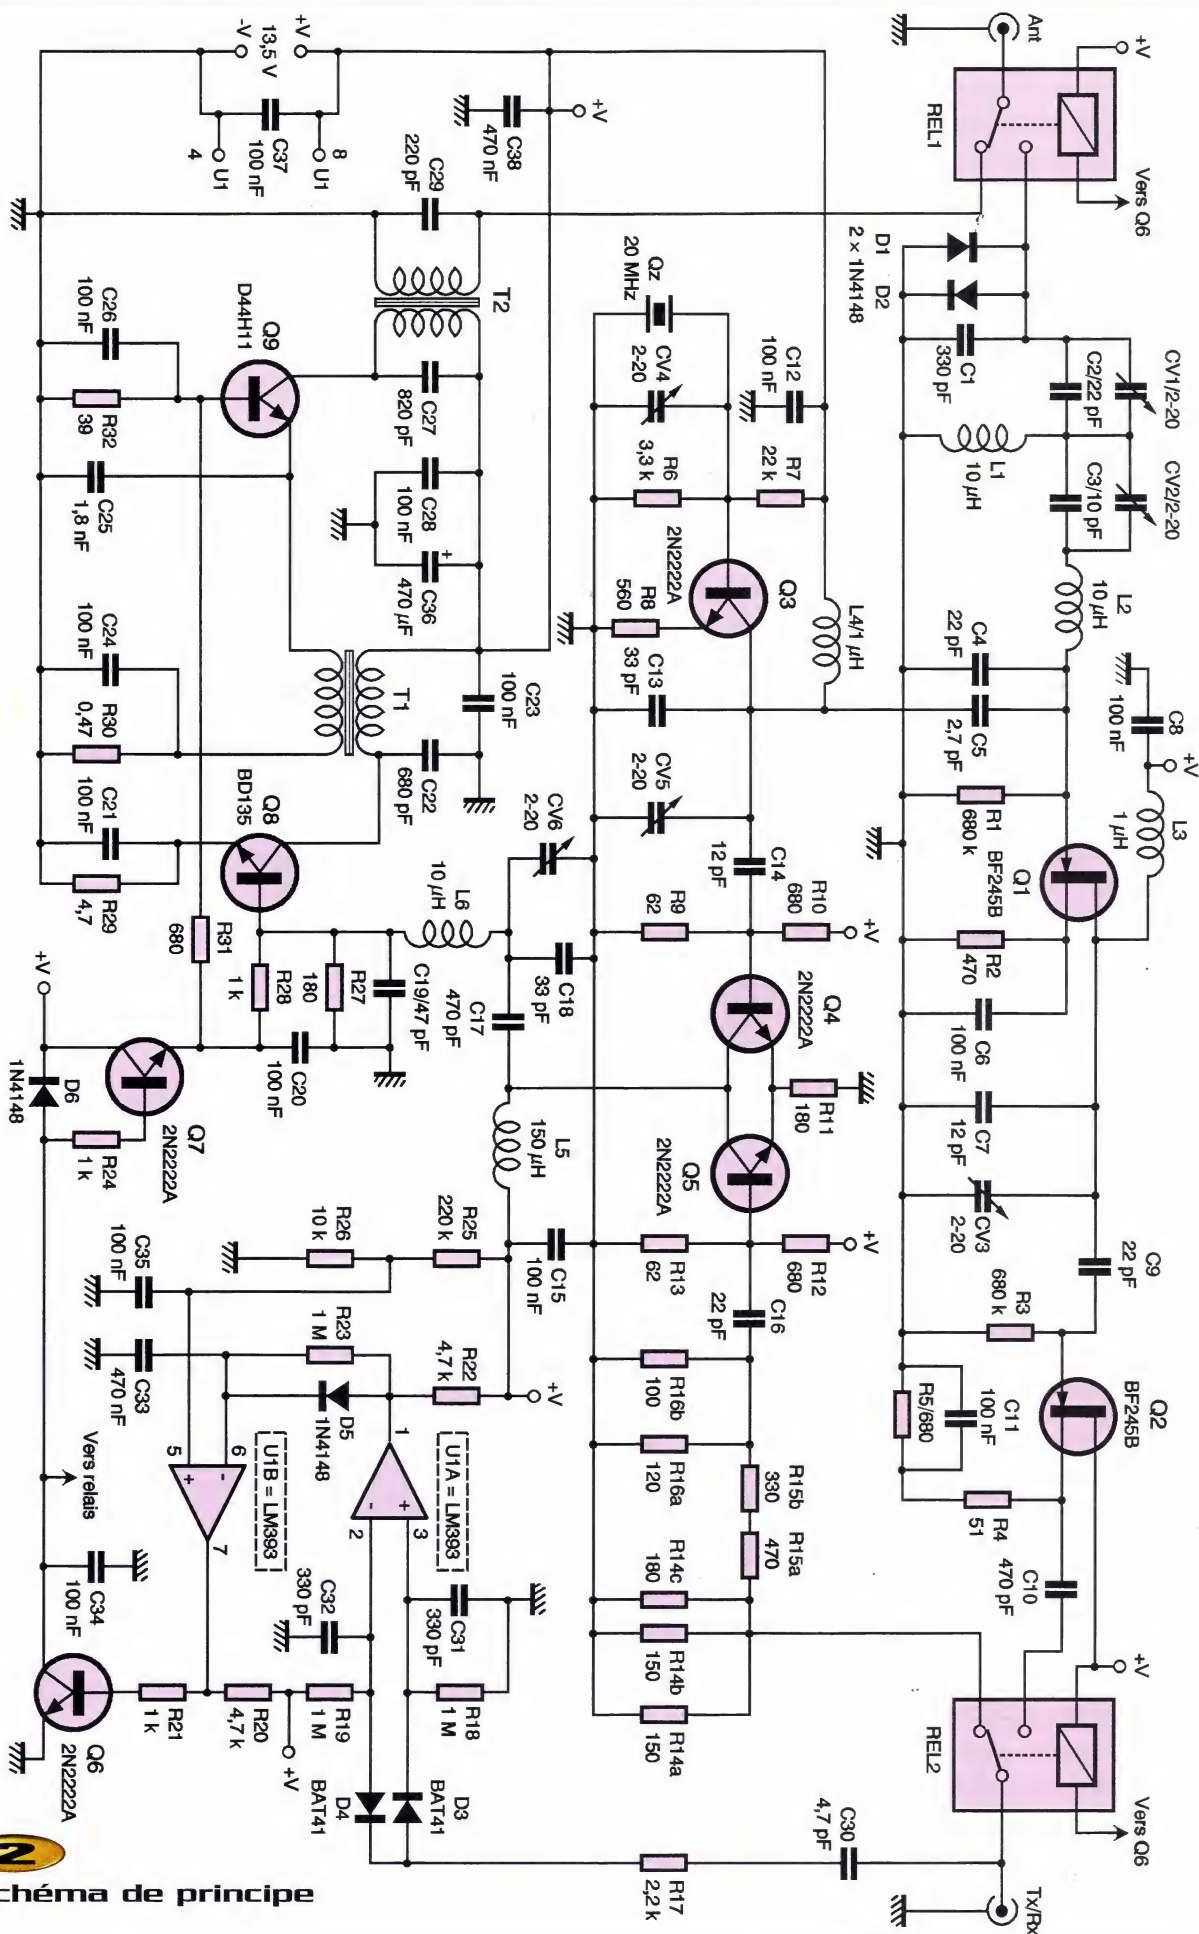 Ant
+V
REL1
Vers Q6
D1
D2
2 × 1N4148
C1
330 pF
CV1/2-20
C2/22 pF
L1
10 µH
CV2/2-20
C3/10 pF
L2
10 µH
C4
22 pF
C5
2,7 pF
C8
100 nF
+V
L3
1 µH
R1
680 k
Q1
BF245B
R2
470
C6
100 nF
C7
12 pF
CV3
2-20
C9
22 pF
R3
680 k
Q2
BF245B
C11
100 nF
R5/680
R4
51
C10
470 pF
+V
REL2
Vers Q6
Tx/Rx
C30
4,7 pF
R17
2,2 k
Qz
20 MHz
CV4
2-20
C12
100 nF
R6
3,3 k
R7
22 k
Q3
2N2222A
R8
560
L4/1 µH
C13
33 pF
CV5
2-20
C14
12 pF
R9
62
R10
680
+V
Q4
2N2222A
R11
180
Q5
2N2222A
R12
680
+V
R13
62
C16
22 pF
R16b
100
R16a
120
R15b
330
R15a
470
R14c
180
R14b
150
R14a
150
+V
13,5 V
-V
8
U1
4
U1
C37
100 nF
C38
470 nF
+V
C29
220 pF
T2
C27
820 pF
C28
100 nF
C36
470 µF
+
Q9
D44H11
C26
100 nF
R32
39
C25
1,8 nF
C24
100 nF
R30
0,47
T1
C23
100 nF
C22
680 pF
C21
100 nF
R29
4,7
Q8
BD135
R31
680
CV6
2-20
L6
10 µH
C18
33 pF
C17
470 pF
C19/47 pF
R27
180
R28
1 k
C20
100 nF
L5
150 µH
C15
100 nF
+V
D6
1N4148
Q7
2N2222A
R24
1 k
R26
10 k
R25
220 k
C35
100 nF
R23
1 M
C33
470 nF
R22
4,7 k
+V
D5
1N4148
1
U1A = LM393
+
-
3
2
U1B = LM393
5
6
+
-
7
Vers relais
C34
100 nF
C32
330 pF
C31
330 pF
R18
1 M
R19
1 M
+V
R20
4,7 k
R21
1 k
Q6
2N2222A
D3
BAT41
D4
BAT41
2
chéma de principe